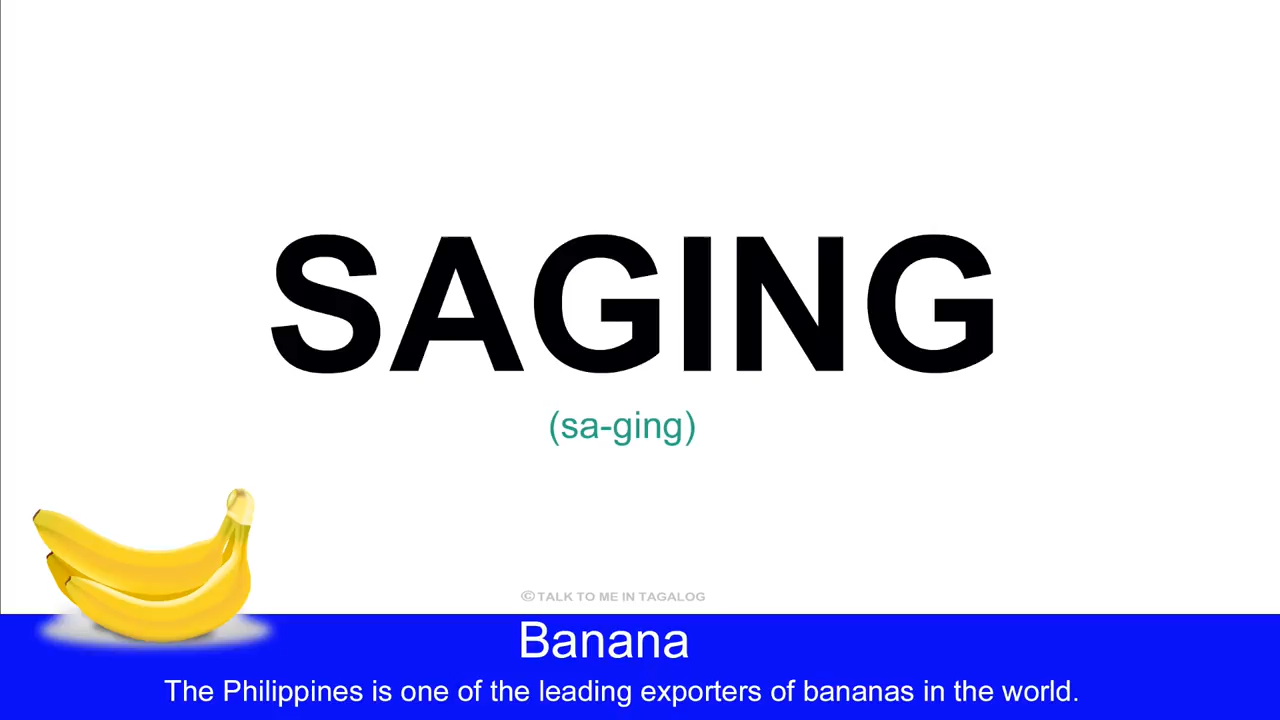 SAGING
(sa-ging)
© TALK TO ME IN TAGALOG
Banana
The Philippines is one of the leading exporters of bananas in the world.